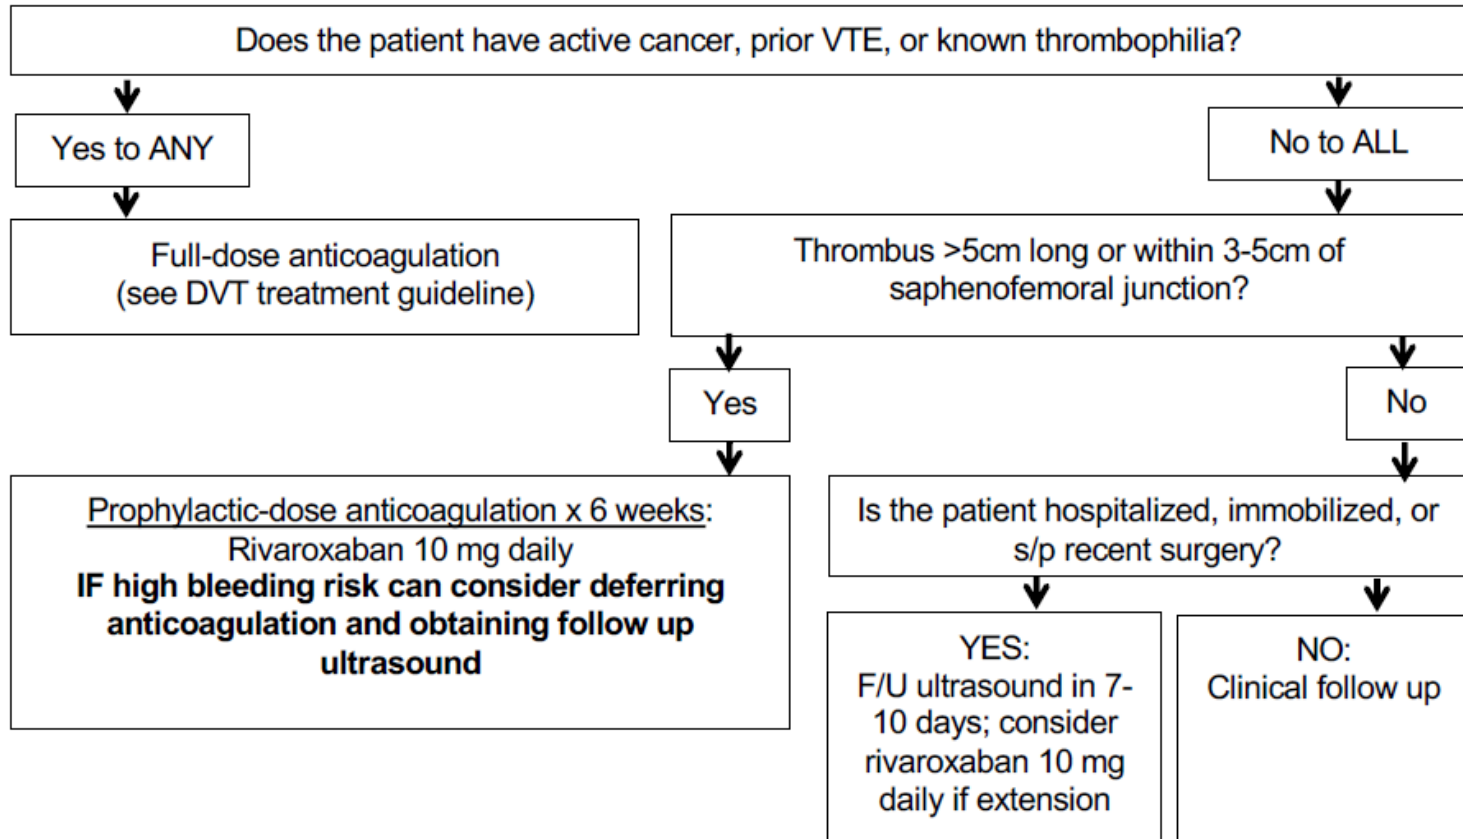 Does the patient have active cancer, prior VTE, or known thrombophilia?
Yes to ANY
No to ALL
Full-dose anticoagulation
(see DVT treatment guideline)
Thrombus >5cm long or within 3-5cm of
saphenofemoral junction?
Yes
No
Prophylactic-dose anticoagulation x 6 weeks:
Rivaroxaban 10 mg daily
IF high bleeding risk can consider deferring
anticoagulation and obtaining follow up
ultrasound
Is the patient hospitalized, immobilized, or
s/p recent surgery?
YES:
F/U ultrasound in 7-
10 days; consider
rivaroxaban 10 mg
daily if extension
NO:
Clinical follow up